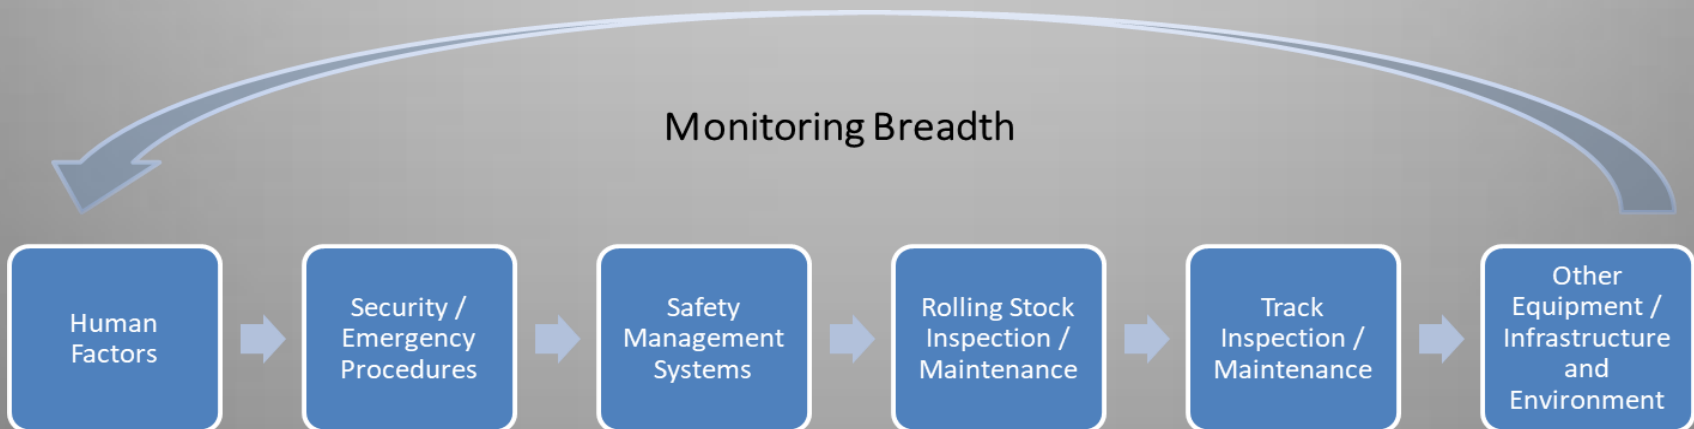 Monitoring Breadth
Human
Factors
Security /
Emergency
Procedures
Safety
Management
Systems
Rolling Stock
Inspection /
Maintenance
Track
Inspection /
Maintenance
Other
Equipment /
Infrastructure
and
Environment